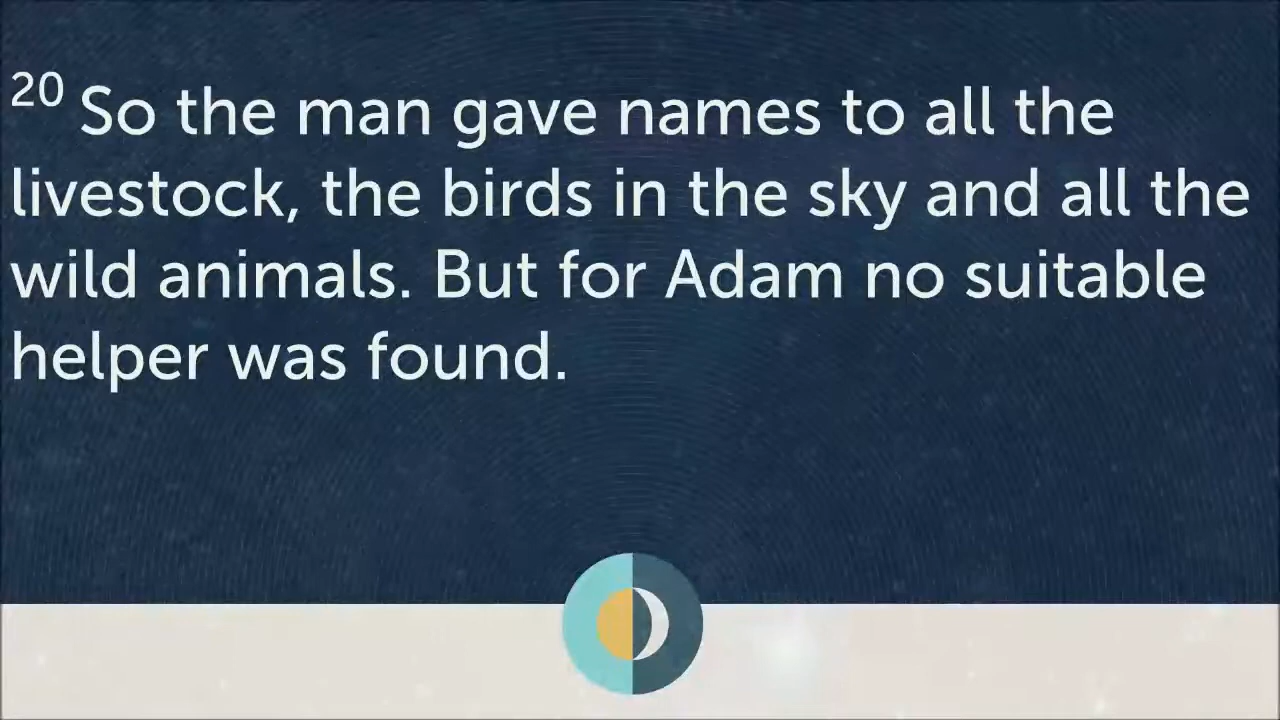 20 So the man gave names to all the
livestock, the birds in the sky and all the
wild animals. But for Adam no suitable
helper was found.